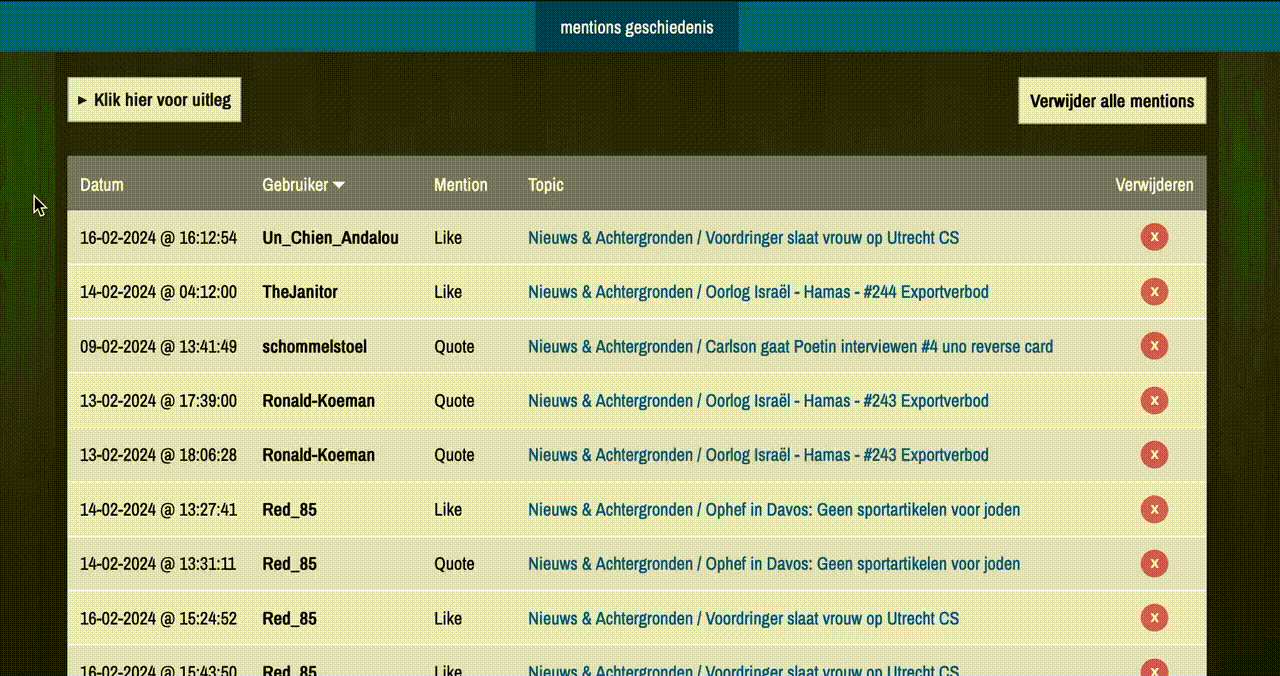 mentions geschiedenis
► Klik hier voor uitleg
Verwijder alle mentions
Datum Gebruiker Mention Topic Verwijderen
16-02-2024 @ 16:12:54 Un_Chien_Andalou Like Nieuws & Achtergronden / Voordringer slaat vrouw op Utrecht CS x
14-02-2024 @ 04:12:00 TheJanitor Like Nieuws & Achtergronden / Oorlog Israël - Hamas - #244 Exportverbod x
09-02-2024 @ 13:41:49 schommelstoel Quote Nieuws & Achtergronden / Carlson gaat Poetin interviewen #4 uno reverse card x
13-02-2024 @ 17:39:00 Ronald-Koeman Quote Nieuws & Achtergronden / Oorlog Israël - Hamas - #243 Exportverbod x
13-02-2024 @ 18:06:28 Ronald-Koeman Quote Nieuws & Achtergronden / Oorlog Israël - Hamas - #243 Exportverbod x
14-02-2024 @ 13:27:41 Red_85 Like Nieuws & Achtergronden / Ophef in Davos: Geen sportartikelen voor joden x
14-02-2024 @ 13:31:11 Red_85 Quote Nieuws & Achtergronden / Ophef in Davos: Geen sportartikelen voor joden x
16-02-2024 @ 15:24:52 Red_85 Like Nieuws & Achtergronden / Voordringer slaat vrouw op Utrecht CS x
16-02-2024 @ 15:43:50 Red_85 Like Nieuws & Achtergronden / Voordringer slaat vrouw op Utrecht CS x